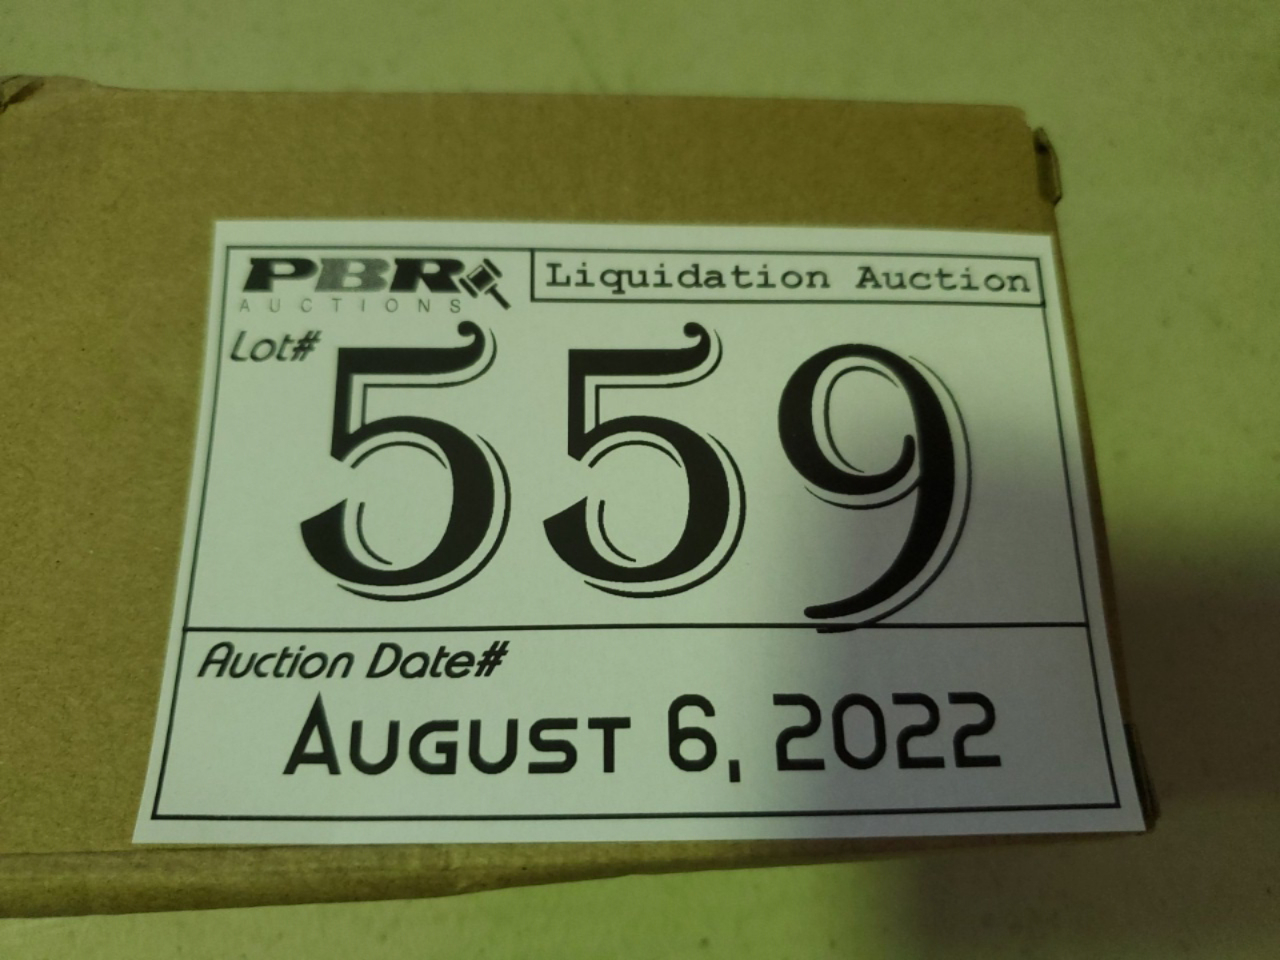 PBR
AUCTIONS
Liquidation Auction
Lot#
559
Auction Date#
August 6, 2022